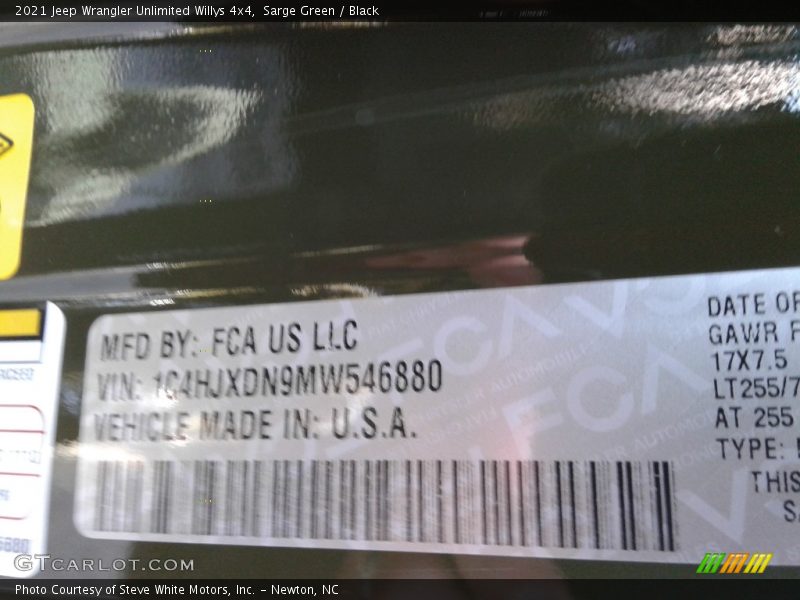 2021 Jeep Wrangler Unlimited Willys 4x4,  Sarge Green / Black
MFD BY: FCA US LLC
VIN: 1C4HJXDN9MW546880
VEHICLE MADE IN: U.S.A.
DATE OF
GAWR F
17X7.5
LT255/7
AT 255
TYPE:
THIS
SA
GTCARLOT.COM
Photo Courtesy of Steve White Motors, Inc. – Newton, NC